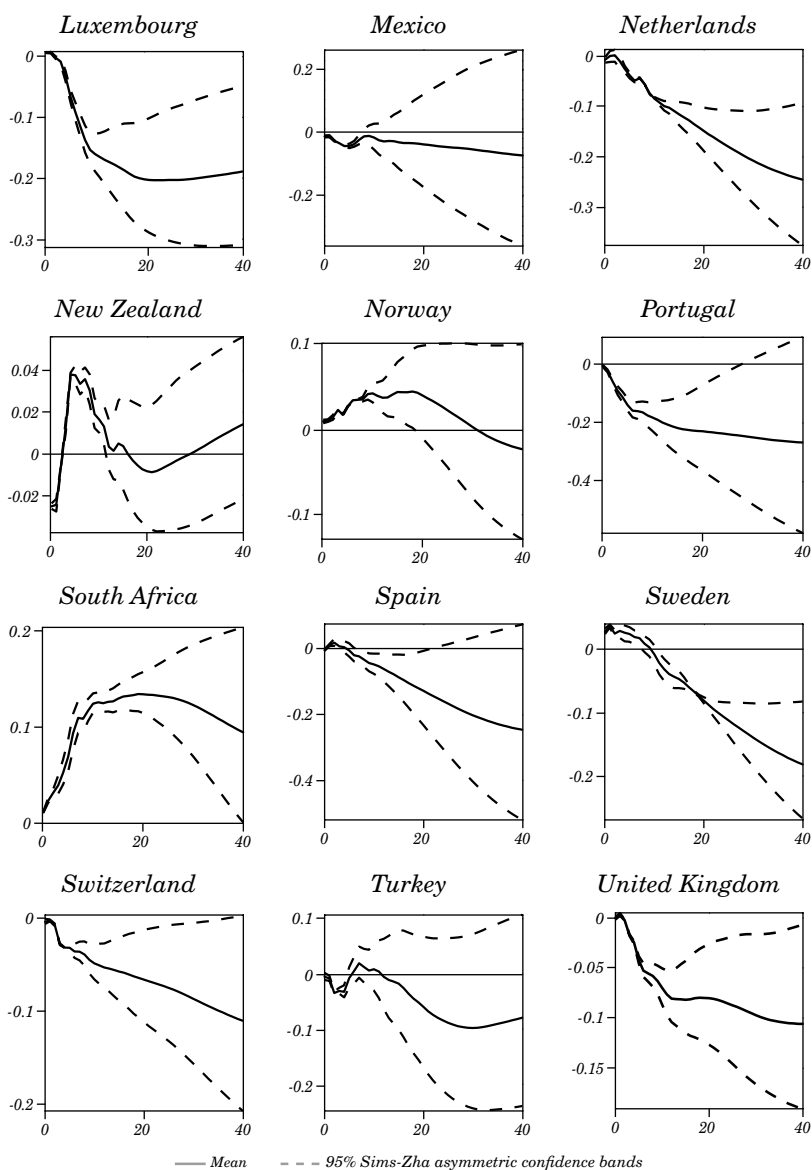 Luxembourg
0
-0.1
-0.2
-0.3
0 20 40
Mexico
0.2
0
-0.2
0 20 40
Netherlands
0
-0.1
-0.2
-0.3
0 20 40
New Zealand
0.04
0.02
0
-0.02
0 20 40
Norway
0.1
0
-0.1
0 20 40
Portugal
0
-0.2
-0.4
0 20 40
South Africa
0.2
0.1
0
0 20 40
Spain
0
-0.2
-0.4
0 20 40
Sweden
0
-0.1
-0.2
0 20 40
Switzerland
0
-0.1
-0.2
0 20 40
Turkey
0.1
0
-0.1
-0.2
0 20 40
United Kingdom
0
-0.05
-0.1
-0.15
0 20 40
Mean 95% Sims-Zha asymmetric confidence bands